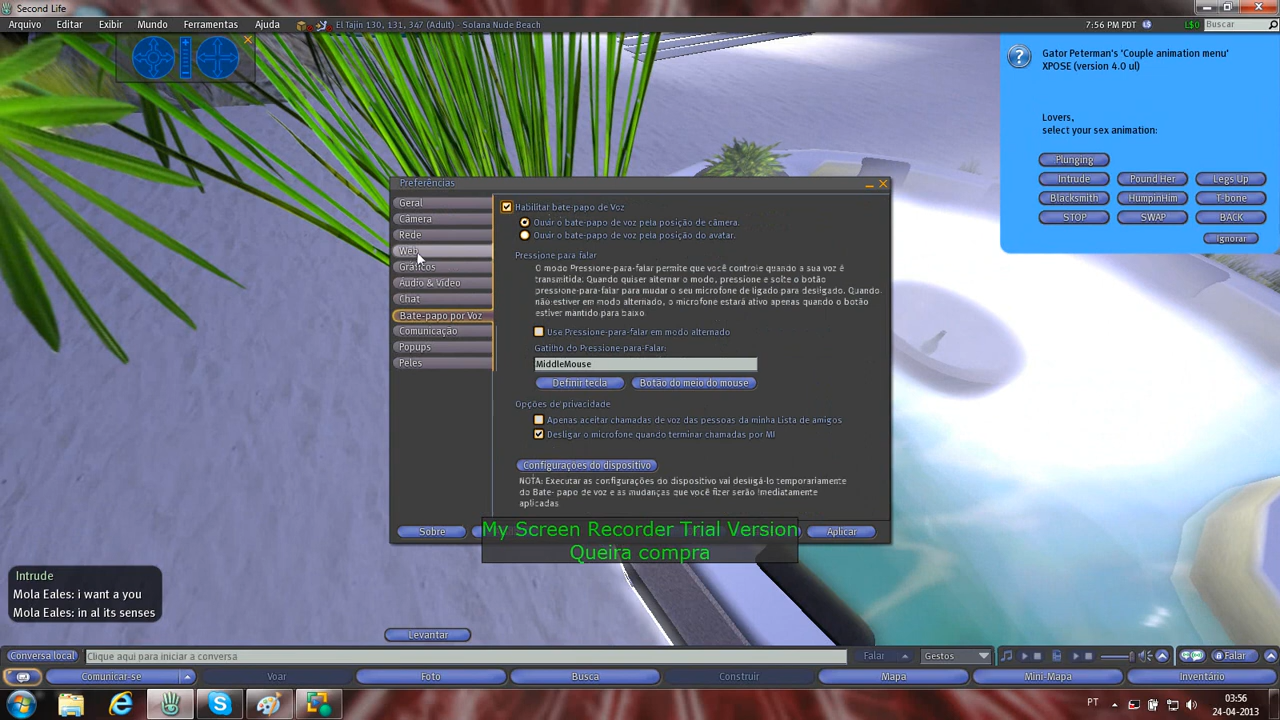 Second Life
Arquivo Editar Exibir Mundo Ferramentas Ajuda El Tajin 130, 131, 347 (Adult) - Solana Nude Beach 7:56 PM PDT L$0 Buscar
Gator Peterman's 'Couple animation menu'
XPOSE (version 4.0 ul)
Lovers,
select your sex animation:
Plunging
Intrude Pound Her Legs Up
Blacksmith HumpinHim T-bone
STOP SWAP BACK
Ignorar
Preferências
Geral
Câmera
Rede
Web
Gráficos
Audio & Vídeo
Chat
Bate-papo por Voz
Comunicação
Popups
Peles
Habilitar bate-papo de Voz
Ouvir o bate-papo de voz pela posição de câmera.
Ouvir o bate-papo de voz pela posição do avatar.
Pressione para falar
O modo Pressione-para-falar permite que você controle quando a sua voz é
transmitida. Quando quiser alternar o modo, pressione e solte o botão
pressione-para-falar para mudar o seu microfone de ligado para desligado. Quando
não estiver em modo alternado, o microfone estará ativo apenas quando o botão
estiver mantido para baixo.
Use Pressione-para-falar em modo alternado
Gatilho do Pressione-para-Falar:
MiddleMouse
Definir tecla Botão do meio do mouse
Opções de privacidade
Apenas aceitar chamadas de voz das pessoas da minha Lista de amigos
Desligar o microfone quando terminar chamadas por MI
Configurações do dispositivo
NOTA: Executar as configurações do dispositivo vai desligá-lo temporariamente
do Bate- papo de voz e as mudanças que você fizer serão imediatamente
aplicadas
Sobre Aplicar
My Screen Recorder Trial Version
Queira compra
Intrude
Mola Eales: i want a you
Mola Eales: in al its senses
Levantar
Conversa local Clique aqui para iniciar a conversa Falar Gestos Falar
Comunicar-se Voar Foto Busca Construir Mapa Mini-Mapa Inventário
PT 03:56
24-04-2013